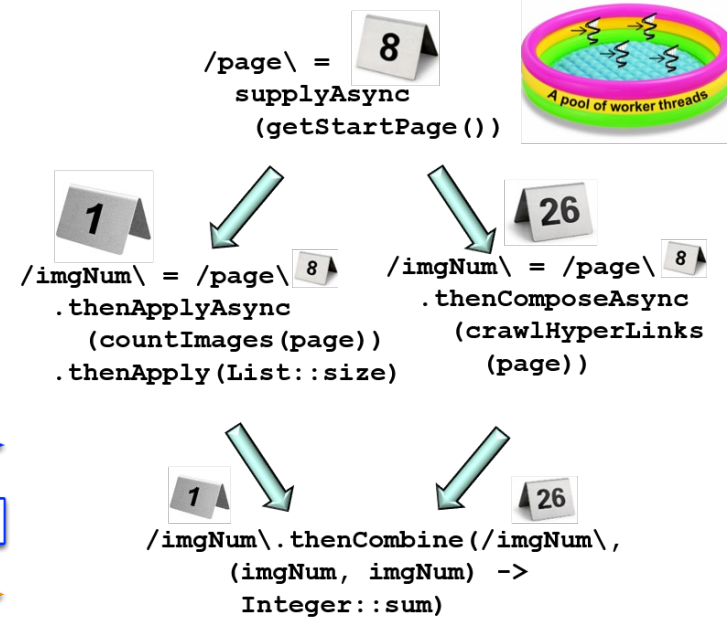 8
/page\ =
supplyAsync
(getStartPage())
A pool of worker threads
1
/imgNum\ = /page\ 8
.thenApplyAsync
(countImages(page))
.thenApply(List::size)
26
/imgNum\ = /page\ 8
.thenComposeAsync
(crawlHyperLinks
(page))
1
26
/imgNum\.thenCombine(/imgNum\,
(imgNum, imgNum) ->
Integer::sum)